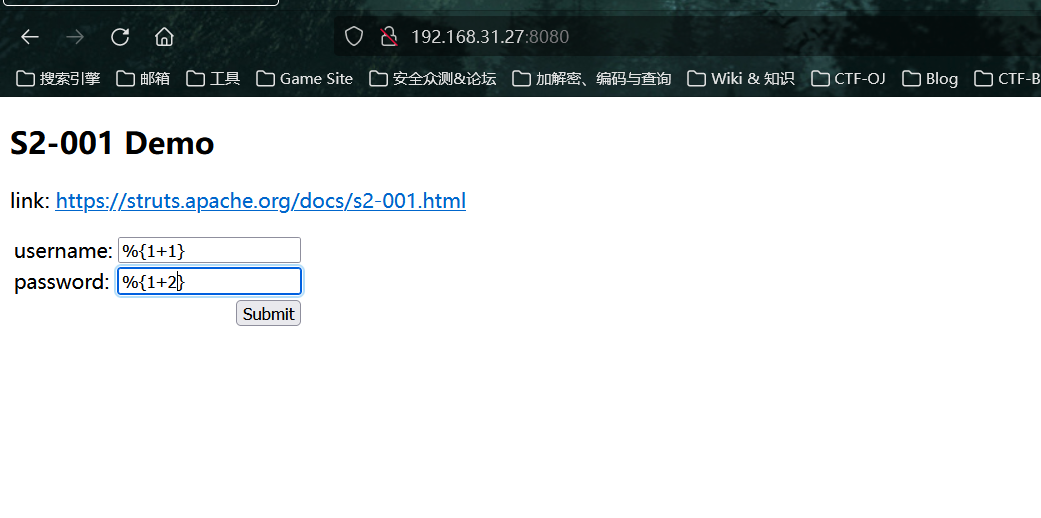 192.168.31.27:8080
搜索引擎 邮箱 工具 Game Site 安全众测&论坛 加解密、编码与查询 Wiki & 知识 CTF-OJ Blog CTF-B
S2-001 Demo
link: https://struts.apache.org/docs/s2-001.html
username: %{1+1}
password: %{1+2}
Submit